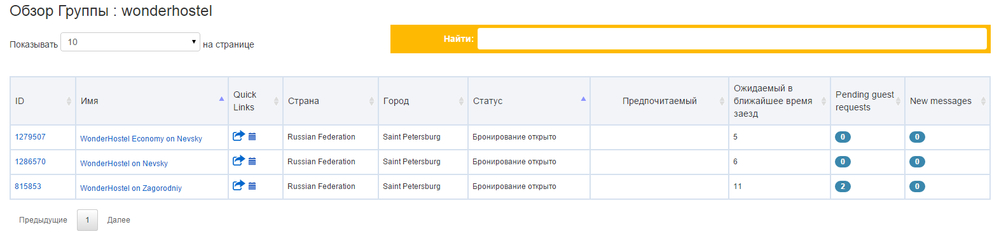 Обзор Группы : wonderhostel
Показывать 10 на странице
Найти:
ID Имя Quick Links Страна Город Статус Предпочитаемый Ожидаемый в ближайшее время заезд Pending guest requests New messages
1279507 WonderHostel Economy on Nevsky Russian Federation Saint Petersburg Бронирование открыто 5 0 0
1286570 WonderHostel on Nevsky Russian Federation Saint Petersburg Бронирование открыто 6 0 0
815853 WonderHostel on Zagorodniy Russian Federation Saint Petersburg Бронирование открыто 11 2 0
Предыдущие 1 Далее